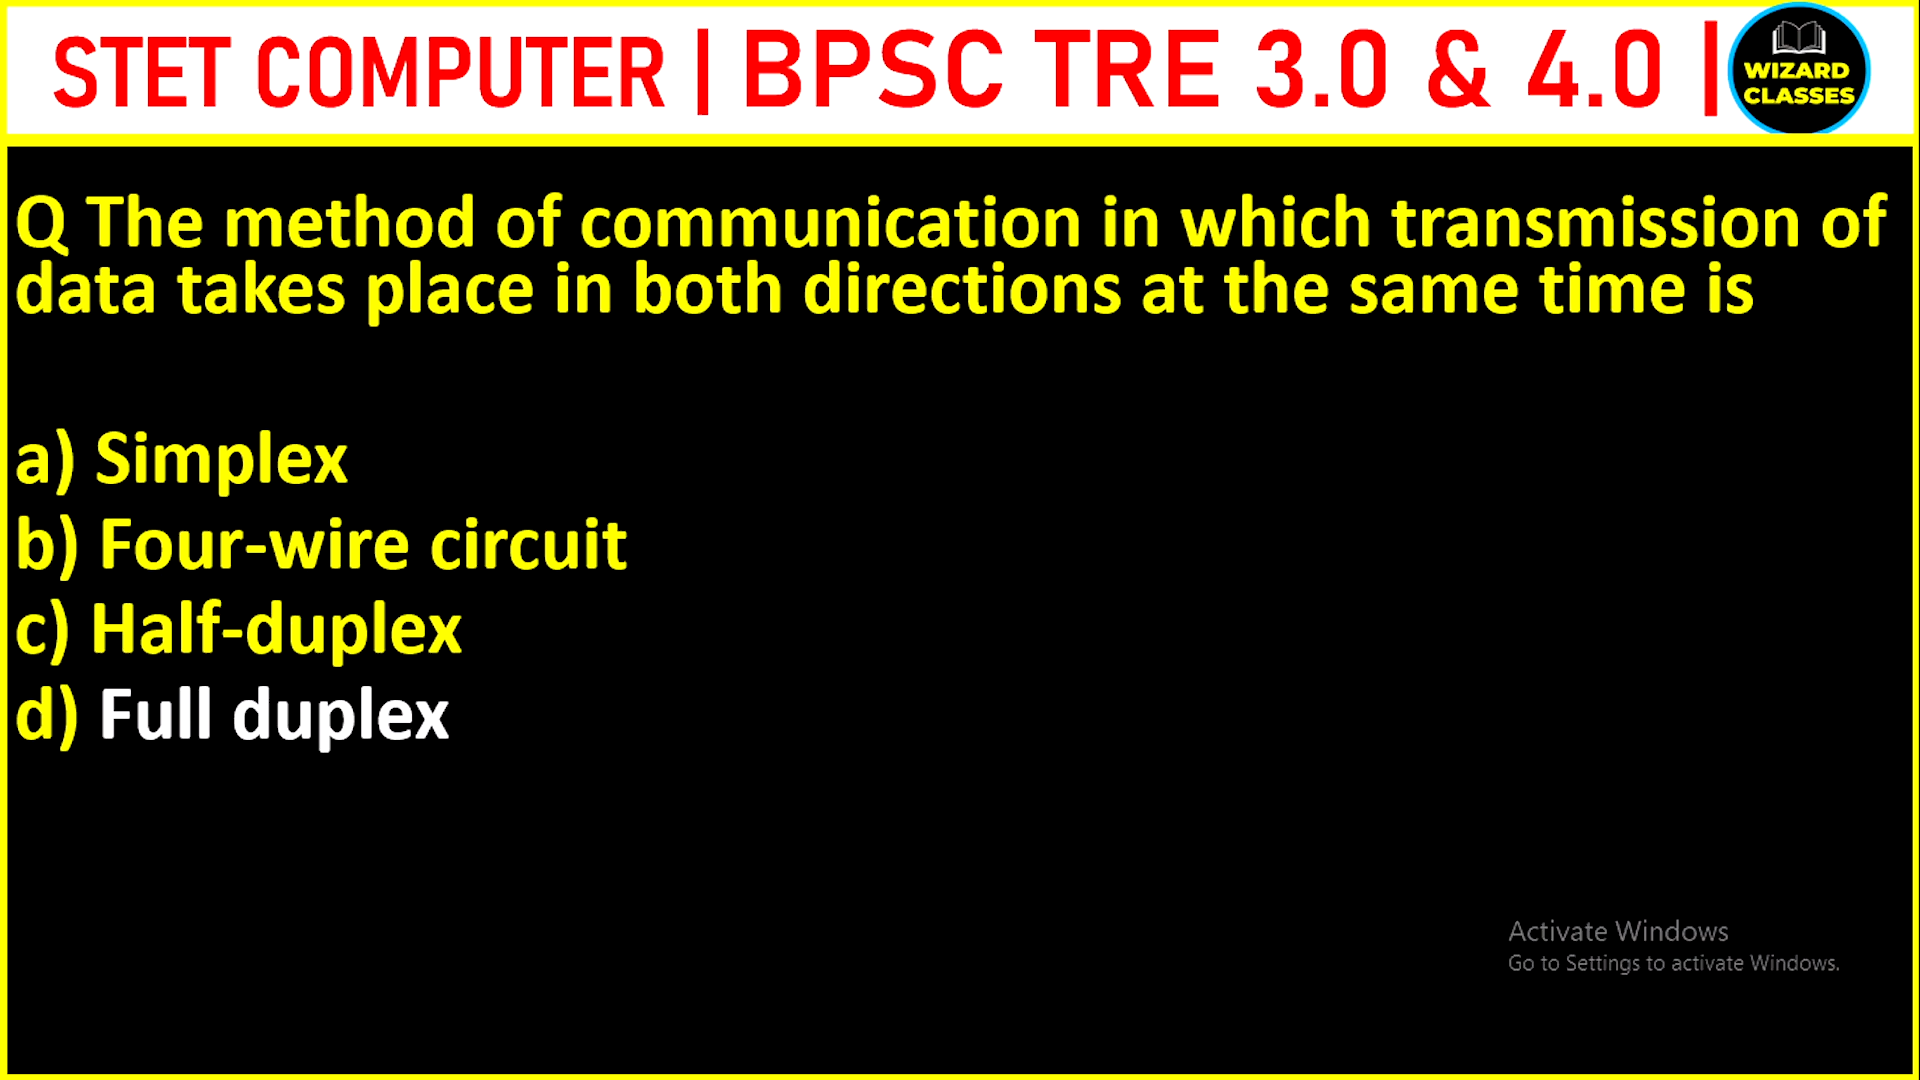 STET COMPUTER | BPSC TRE 3.0 & 4.0 |
WIZARD
CLASSES
Q The method of communication in which transmission of
data takes place in both directions at the same time is
a) Simplex
b) Four-wire circuit
c) Half-duplex
d) Full duplex
Activate Windows
Go to Settings to activate Windows.